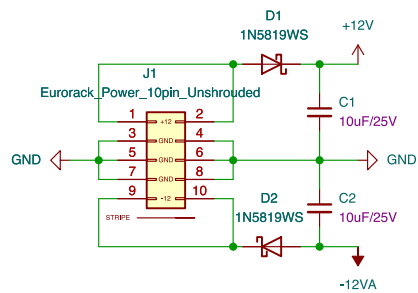 D1
1N5819WS
+12V
J1
Eurorack_Power_10pin_Unshrouded
1 +12 2
3 GND 4
GND 5 GND 6 GND
7 GND 8
9 -12 10
STRIPE
C1
10uF/25V
C2
10uF/25V
D2
1N5819WS
-12VA